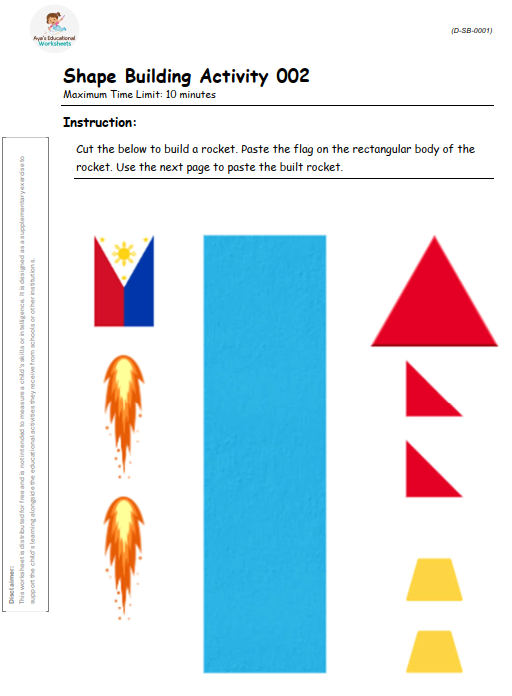 Aya's Educational
Worksheets
(D-SB-0001)
Shape Building Activity 002
Maximum Time Limit: 10 minutes
Instruction:
Cut the below to build a rocket. Paste the flag on the rectangular body of the
rocket. Use the next page to paste the built rocket.
Disclaimer:
This worksheet is distributed for free and is not intended to measure a child's skills or intelligence. It is designed as a supplementary exercise to
support the child's learning alongside the educational activities they receive from schools or other institutions.